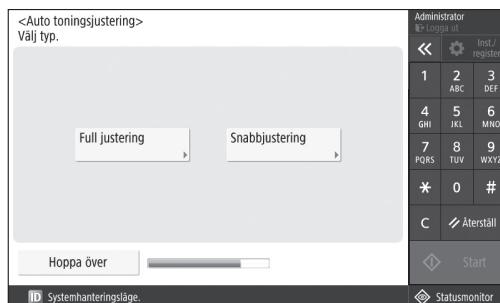 <Auto toningsjustering>
Välj typ.
Full justering
Snabbjustering
Hoppa över
ID Systemhanteringsläge.
Administrator
Logga ut
Inst./
register
1
2
3
ABC
DEF
4
5
6
GHI
JKL
MNO
7
8
9
PQRS
TUV
WXYZ
*
0
#
C
Återställ
Start
Statusmonitor